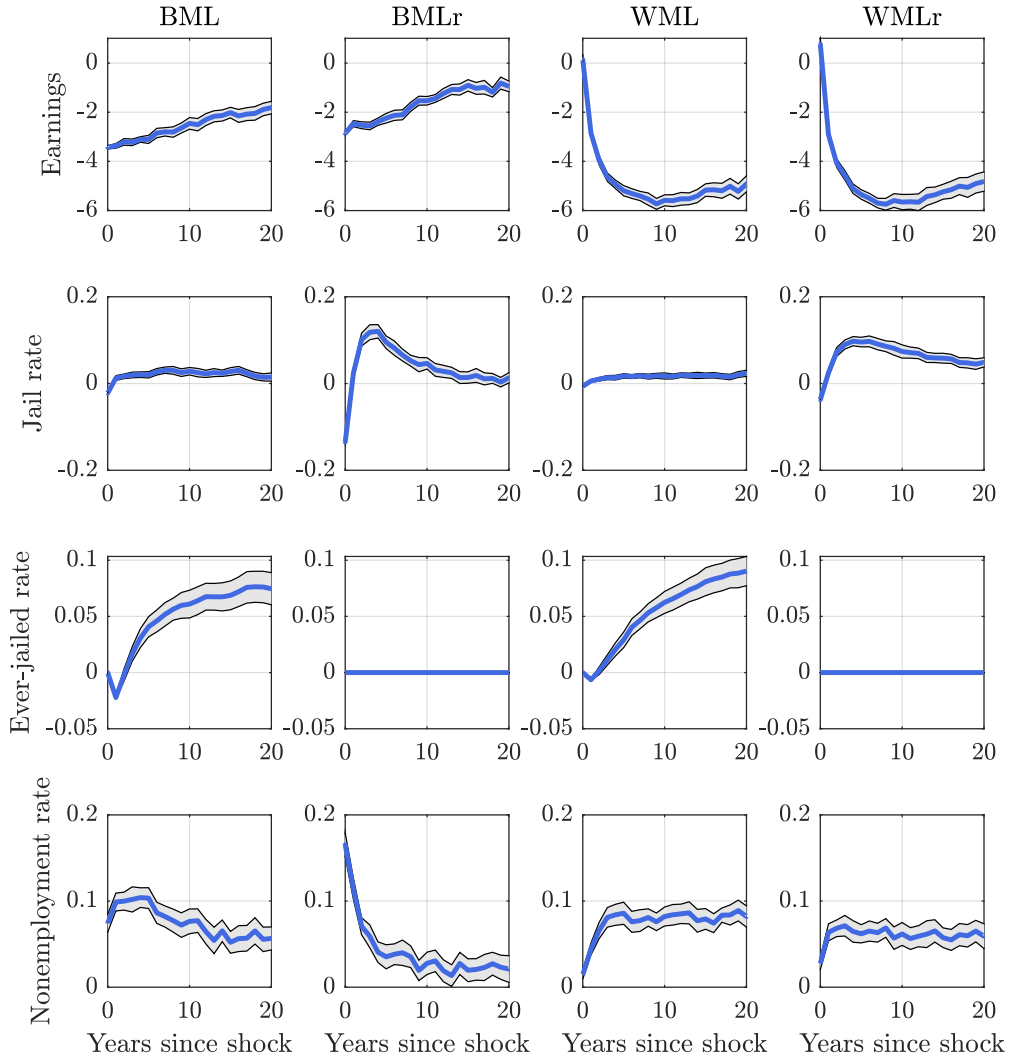 BML BMLr WML WMLr
Earnings
0 0 0 0
-2 -2 -2 -2
-4 -4 -4 -4
-6 -6 -6 -6
0 10 20 0 10 20 0 10 20 0 10 20
Jail rate
0.2 0.2 0.2 0.2
0 0 0 0
-0.2 -0.2 -0.2 -0.2
0 10 20 0 10 20 0 10 20 0 10 20
Ever-jailed rate
0.1 0.1 0.1 0.1
0.05 0.05 0.05 0.05
0 0 0 0
-0.05 -0.05 -0.05 -0.05
0 10 20 0 10 20 0 10 20 0 10 20
Nonemployment rate
0.2 0.2 0.2 0.2
0.1 0.1 0.1 0.1
0 0 0 0
0 10 20 0 10 20 0 10 20 0 10 20
Years since shock Years since shock Years since shock Years since shock